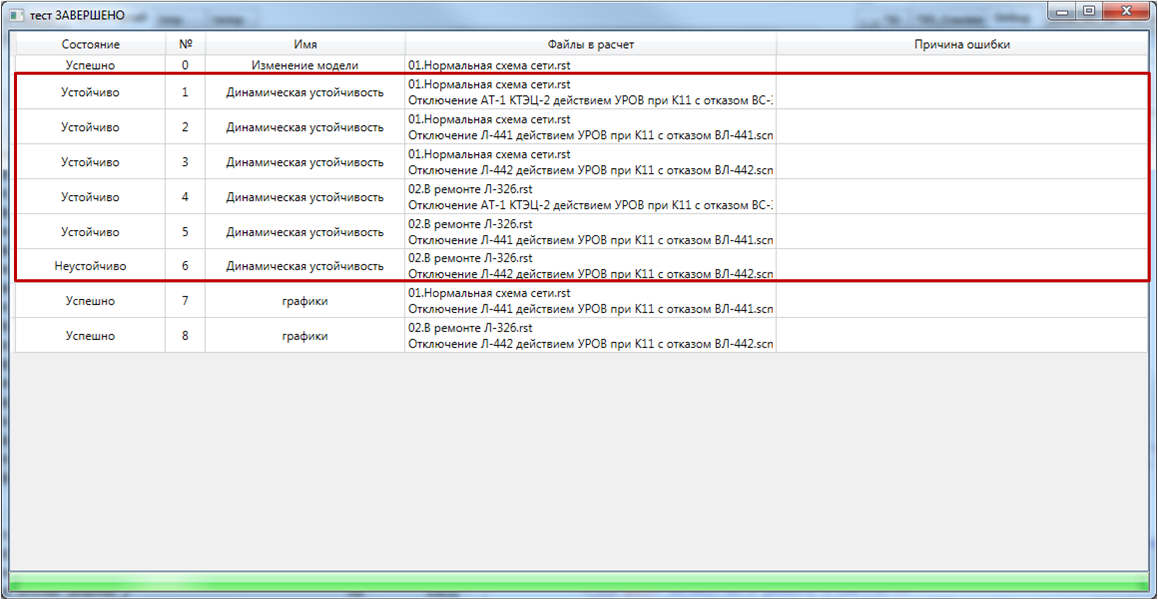 тест ЗАВЕРШЕНО
Состояние № Имя Файлы в расчет Причина ошибки
Успешно 0 Изменение модели 01.Нормальная схема сети.rst
Устойчиво 1 Динамическая устойчивость 01.Нормальная схема сети.rst
Отключение АТ-1 КТЭЦ-2 действием УРОВ при К11 с отказом ВС-
Устойчиво 2 Динамическая устойчивость 01.Нормальная схема сети.rst
Отключение Л-441 действием УРОВ при К11 с отказом ВЛ-441.scn
Устойчиво 3 Динамическая устойчивость 01.Нормальная схема сети.rst
Отключение Л-442 действием УРОВ при К11 с отказом ВЛ-442.scn
Устойчиво 4 Динамическая устойчивость 02.В ремонте Л-326.rst
Отключение АТ-1 КТЭЦ-2 действием УРОВ при К11 с отказом ВС-
Устойчиво 5 Динамическая устойчивость 02.В ремонте Л-326.rst
Отключение Л-441 действием УРОВ при К11 с отказом ВЛ-441.scn
Неустойчиво 6 Динамическая устойчивость 02.В ремонте Л-326.rst
Отключение Л-442 действием УРОВ при К11 с отказом ВЛ-442.scn
Успешно 7 графики 01.Нормальная схема сети.rst
Отключение Л-441 действием УРОВ при К11 с отказом ВЛ-441.scn
Успешно 8 графики 02.В ремонте Л-326.rst
Отключение Л-442 действием УРОВ при К11 с отказом ВЛ-442.scn